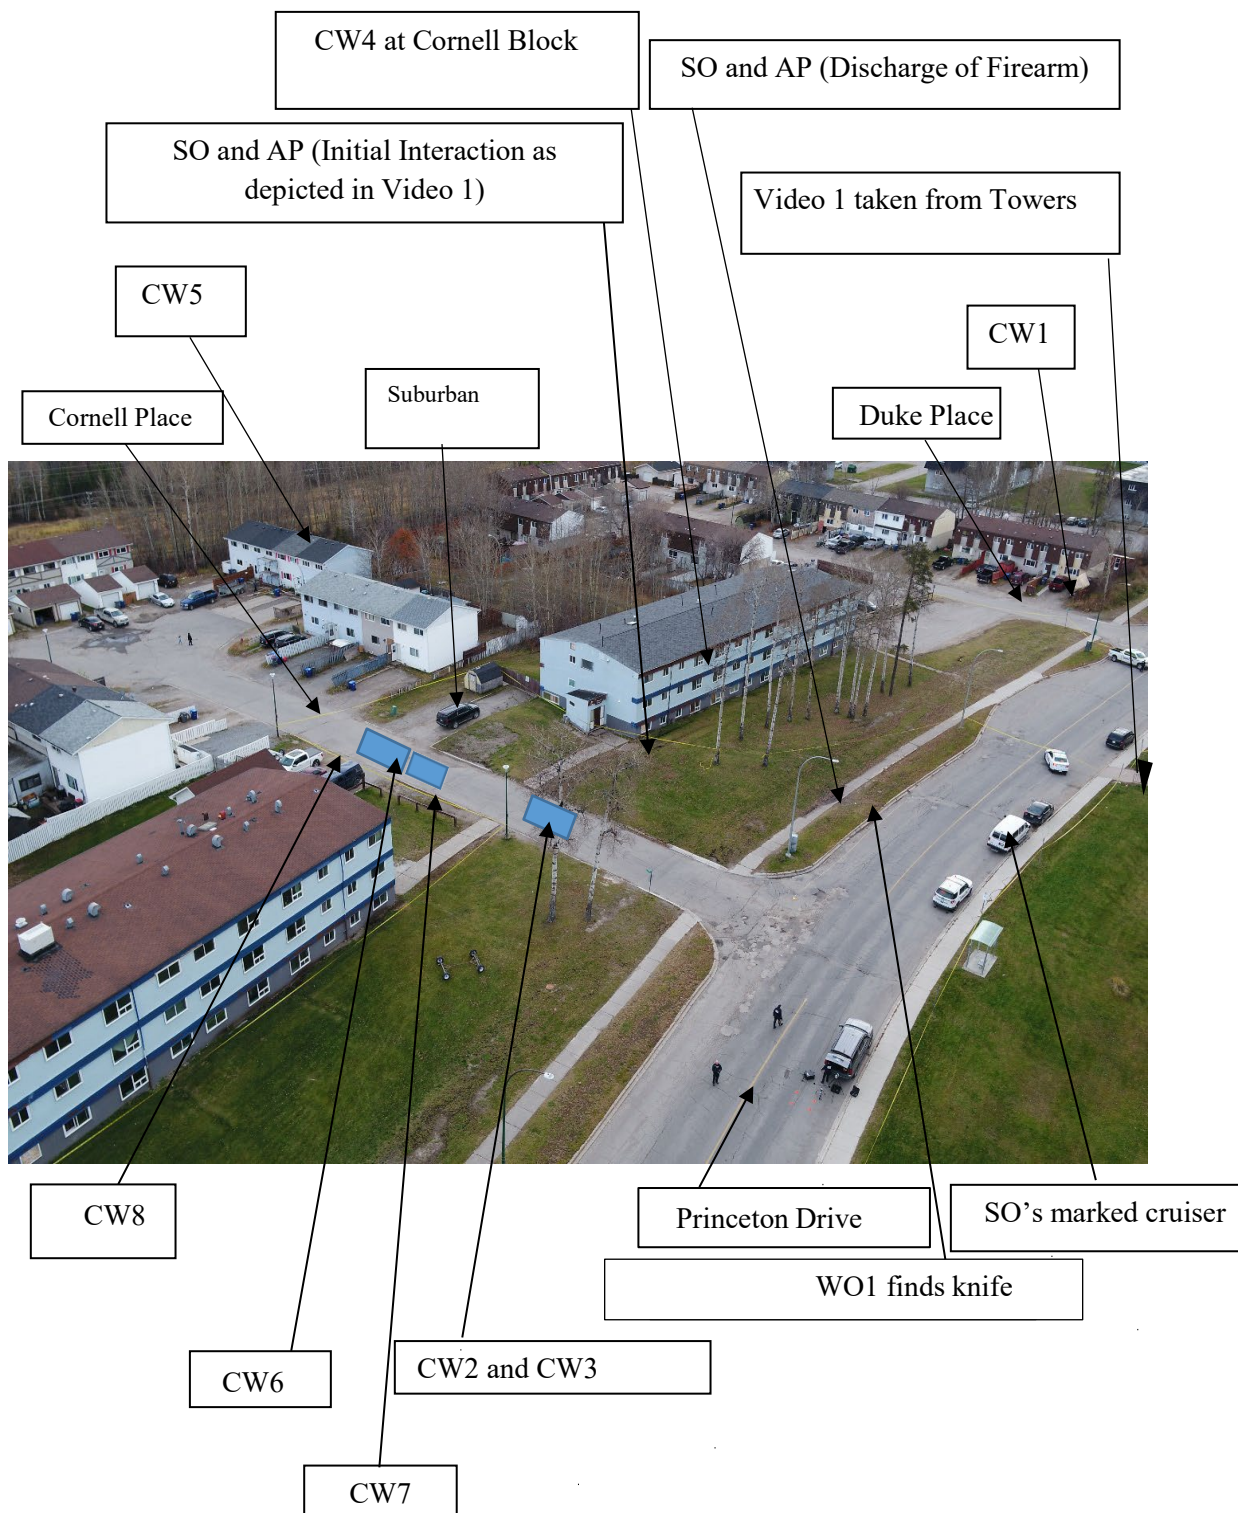 CW4 at Cornell Block
SO and AP (Discharge of Firearm)
SO and AP (Initial Interaction as
depicted in Video 1)
Video 1 taken from Towers
CW5
CW1
Suburban
Cornell Place
Duke Place
CW8
Princeton Drive
SO’s marked cruiser
WO1 finds knife
CW6
CW2 and CW3
CW7